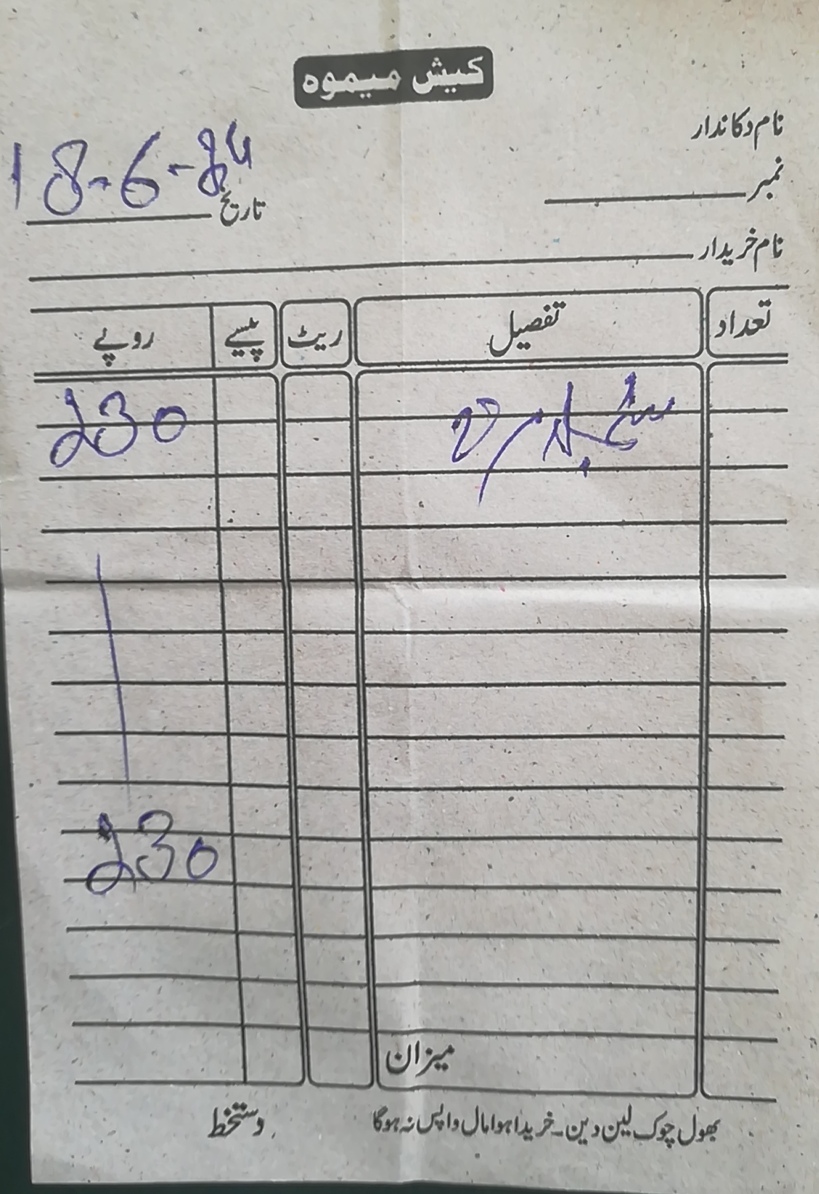 کیش میموہ
نام دکاندار
نمبر
تاریخ 18-6-24
نام خریدار
تعداد تفصیل ریٹ پیسے روپے
230
230
میزان
بھول چوک لین دین۔ خریدا ہوا مال واپس نہ ہوگا
دستخط